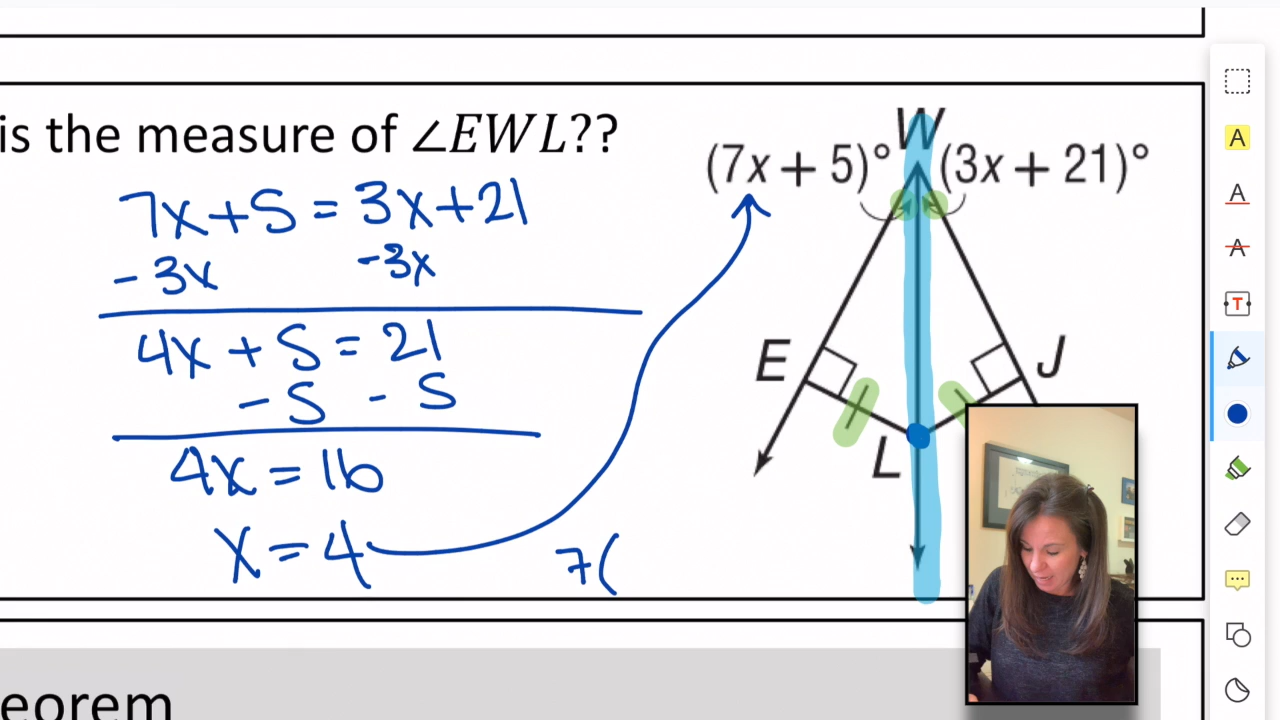 is the measure of ∠EWL??
W
(7x + 5)° (3x + 21)°
7x+5 = 3x+21
-3x -3x
4x + 5 = 21
-5 -5
4x = 16
x = 4
7(
E
J
L
eorem
A
A
A
T